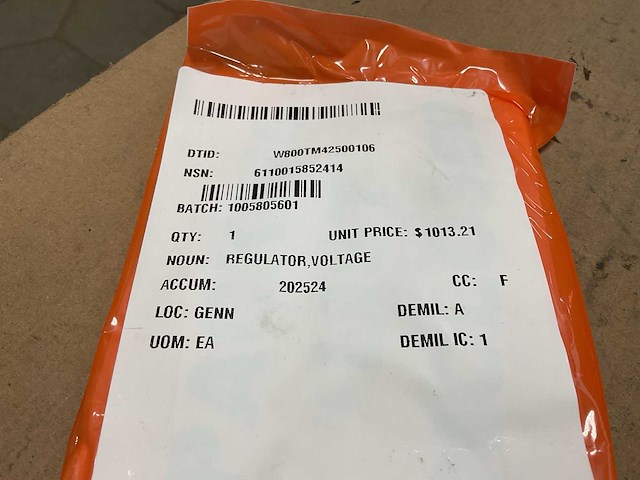 DTID: W800TM42500106
NSN: 6110015852414
BATCH: 1005805601
QTY: 1 UNIT PRICE: $1013.21
NOUN: REGULATOR,VOLTAGE
ACCUM: 202524 CC: F
LOC: GENN DEMIL: A
UOM: EA DEMIL IC: 1